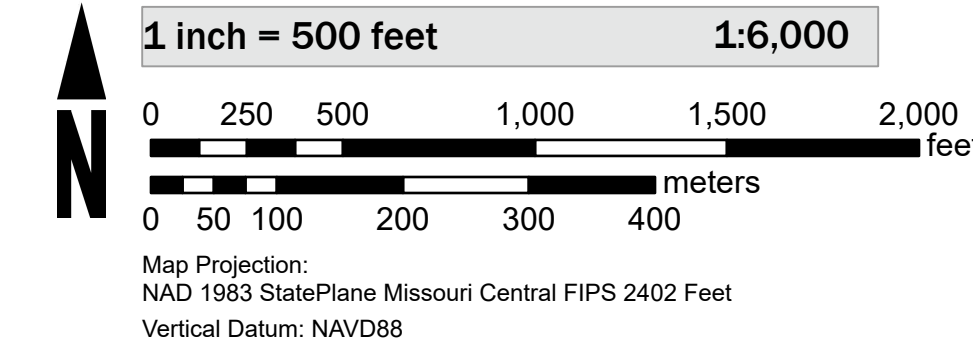 1 inch = 500 feet 1:6,000
0 250 500 1,000 1,500 2,000
feet
meters
0 50 100 200 300 400
N
Map Projection:
NAD 1983 StatePlane Missouri Central FIPS 2402 Feet
Vertical Datum: NAVD88